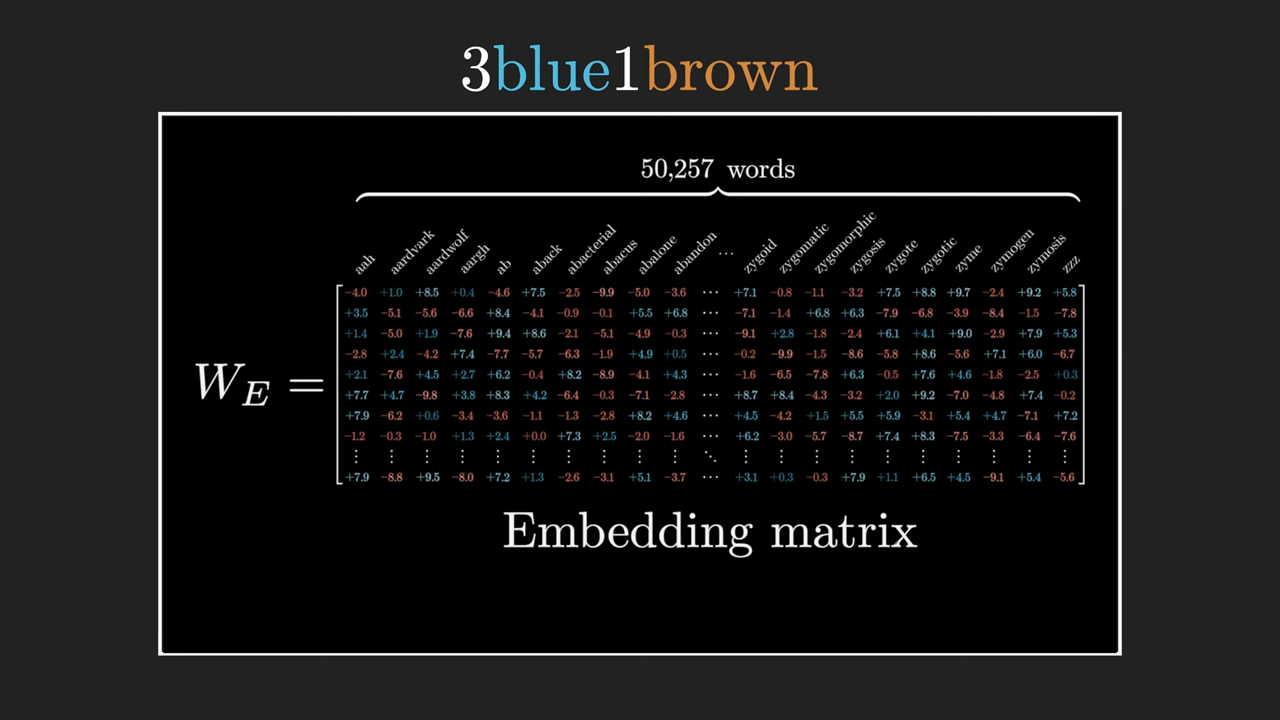 3blue1brown
50,257 words
aah aardvark aardwolf aargh ab aback abacterial abacus abalone abandon ... zygoid zygomatic zygomorphic zygosis zygote zygotic zyme zymogen zymosis zzz
−4.0 +1.0 +8.5 +0.4 −4.6 +7.5 −2.5 −9.9 −5.0 −3.6 ⋯ +7.1 −0.8 −1.1 −3.2 +7.5 +8.8 +9.7 −2.4 +9.2 +5.8
+3.5 −5.1 −5.6 −6.6 +8.4 −4.1 −0.9 −0.1 +5.5 +6.8 ⋯ −7.1 −1.4 +6.8 +6.3 −7.9 −6.8 −3.9 −8.4 −1.5 −7.8
+1.4 −5.0 +1.9 −7.6 +9.4 +8.6 −2.1 −5.1 −4.9 −0.3 ⋯ −9.1 +2.8 −1.8 −2.4 +6.1 +4.1 +9.0 −2.9 +7.9 +5.3
−2.8 +2.4 −4.2 +7.4 −7.7 −5.7 −6.3 −1.9 +4.9 +0.5 ⋯ −0.2 −9.9 −1.5 −8.6 −5.8 +8.6 −5.6 +7.1 +6.0 −6.7
W_E = +2.1 −7.6 +4.5 +2.7 +6.2 −0.4 +8.2 −8.9 −4.1 +4.3 ⋯ −1.6 −6.5 −7.8 +6.3 −0.5 +7.6 +4.6 −1.8 −2.5 +0.3
+7.7 +4.7 −9.8 +3.8 +8.3 +4.2 −6.4 −0.3 −7.1 −2.8 ⋯ +8.7 +8.4 −4.3 −3.2 +2.0 +9.2 −7.0 −4.8 +7.4 −0.2
+7.9 −6.2 +0.6 −3.4 −3.6 −1.1 −1.3 −2.8 +8.2 +4.6 ⋯ +4.5 −4.2 +1.5 +5.5 +5.9 −3.1 +5.4 +4.7 −7.1 +7.2
−1.2 −0.3 −1.0 +1.3 +2.4 +0.0 +7.3 +2.5 −2.0 −1.6 ⋯ +6.2 −3.0 −5.7 −8.7 +7.4 +8.3 −7.5 −3.3 −6.4 −7.6
⋮ ⋮ ⋮ ⋮ ⋮ ⋮ ⋮ ⋮ ⋮ ⋮ ⋱ ⋮ ⋮ ⋮ ⋮ ⋮ ⋮ ⋮ ⋮ ⋮ ⋮
+7.9 −8.8 +9.5 −8.0 +7.2 +1.3 −2.6 −3.1 +5.1 −3.7 ⋯ +3.1 +0.3 −0.3 +7.9 +1.1 +6.5 +4.5 −9.1 +5.4 −5.6
Embedding matrix